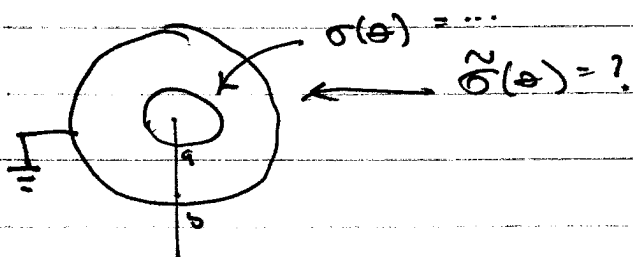 σ(θ) = ...
σ̃(θ) = ?
a
b